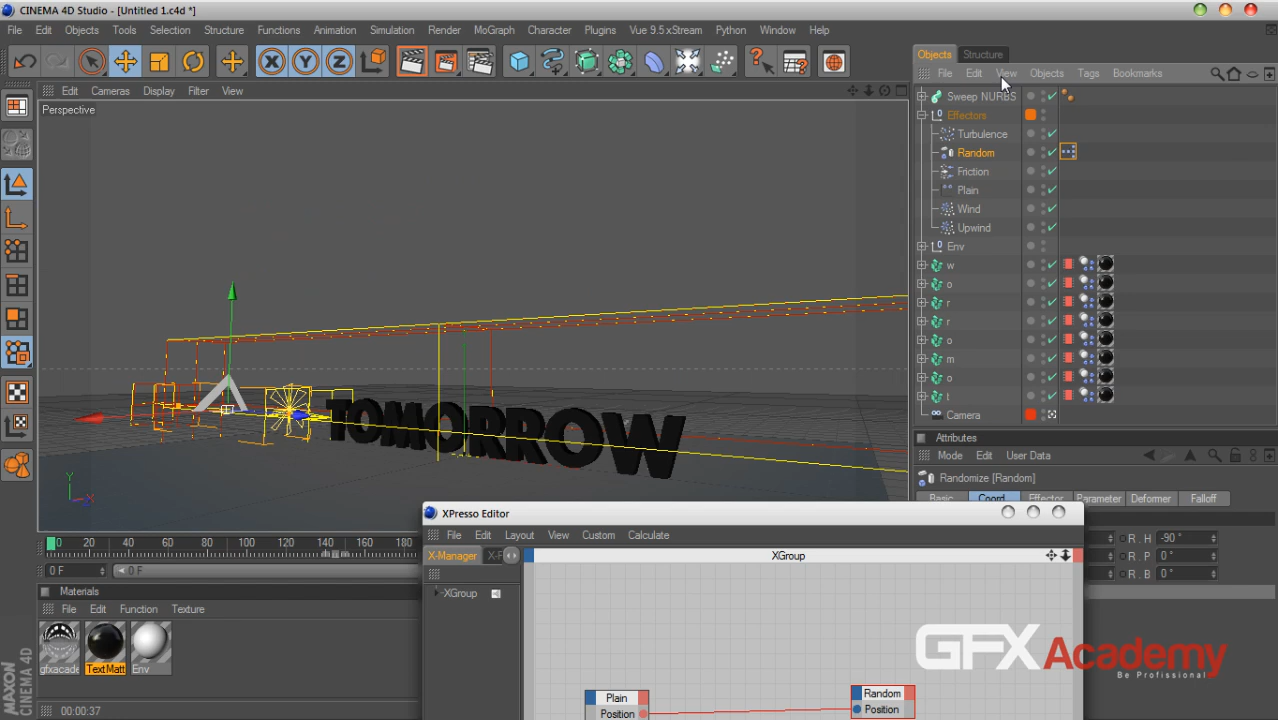 CINEMA 4D Studio - [Untitled 1.c4d *]
File Edit Objects Tools Selection Structure Functions Animation Simulation Render MoGraph Character Plugins Vue 9.5 xStream Python Window Help
X Y Z
Objects Structure
File Edit View Objects Tags Bookmarks
Edit Cameras Display Filter View
Perspective
Sweep NURBS
Effectors
Turbulence
Random
Friction
Plain
Wind
Upwind
Env
w
o
r
r
o
m
o
t
Camera
TOMORROW
Y
X
Attributes
Mode Edit User Data
Randomize [Random]
Basic Coord. Effector Parameter Deformer Falloff
R . H -90 °
R . P 0 °
R . B 0 °
XPresso Editor
File Edit Layout View Custom Calculate
X-Manager
XGroup
XGroup
Plain
Position
Random
Position
0 20 40 60 80 100 120 140 160 180
0 F 0 F
Materials
File Edit Function Texture
gfxacade TextMatt Env
MAXON
CINEMA 4D
00:00:37
GFXAcademy
Be Profissional